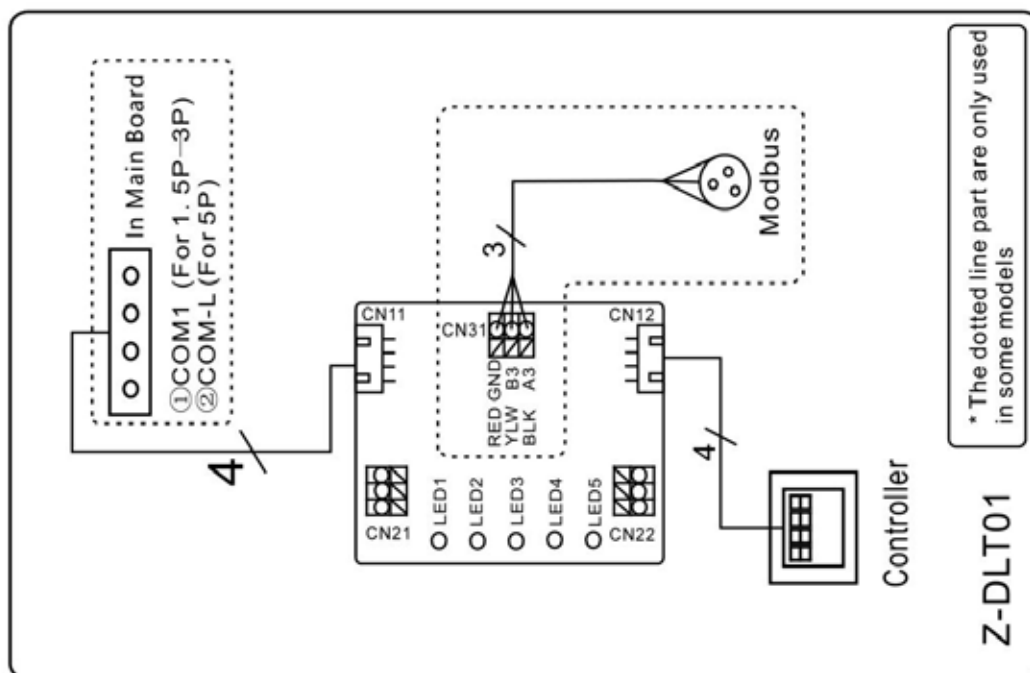 In Main Board
①COM1 (For 1. 5P—3P)
②COM-L (For 5P)
4
CN11
CN31
CN12
RED GND
YLW B3
BLK A3
3
Modbus
CN21
LED1
LED2
LED3
LED4
LED5
CN22
4
Controller
Z-DLT01
* The dotted line part are only used
in some models